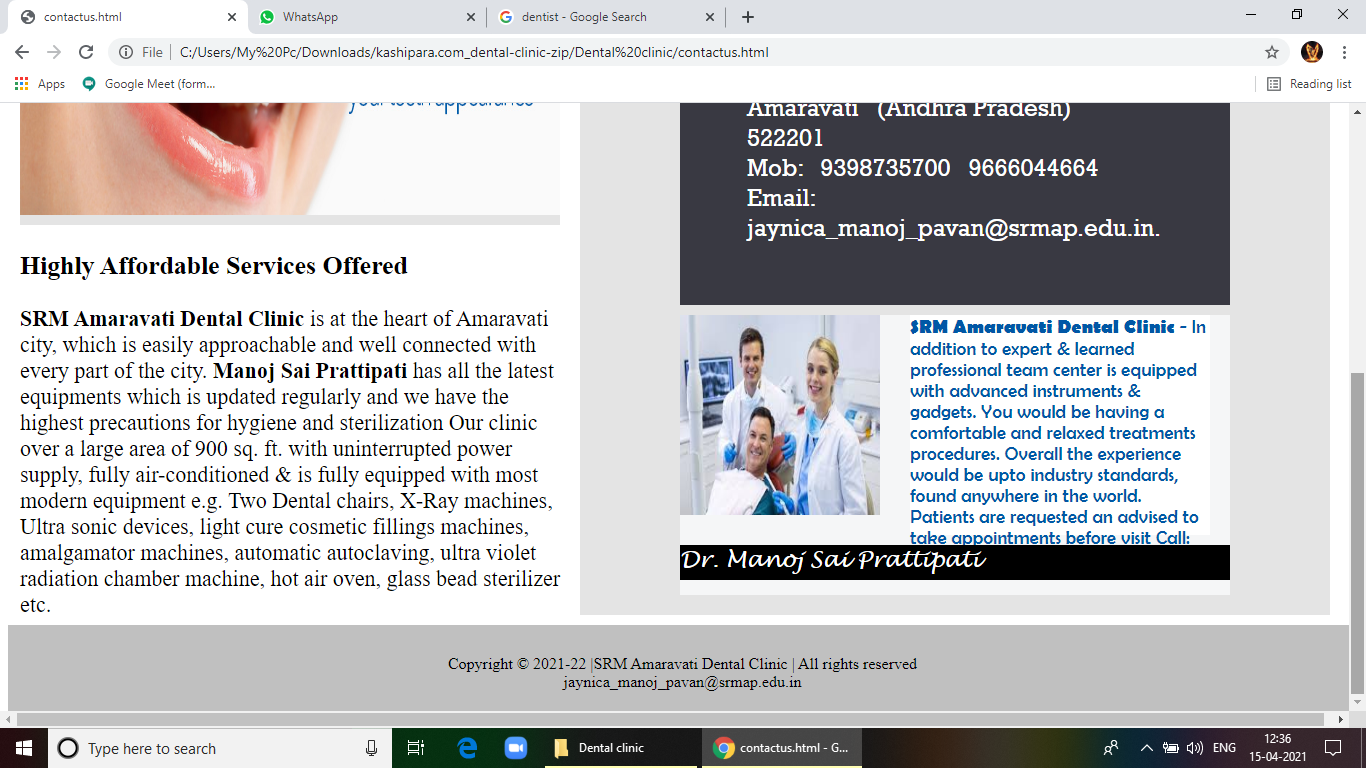 contactus.html
WhatsApp
dentist - Google Search
File
C:/Users/My%20Pc/Downloads/kashipara.com_dental-clinic-zip/Dental%20clinic/contactus.html
Apps
Google Meet (form...
Reading list
your tooth appearance
Highly Affordable Services Offered
SRM Amaravati Dental Clinic is at the heart of Amaravati
city, which is easily approachable and well connected with
every part of the city. Manoj Sai Prattipati has all the latest
equipments which is updated regularly and we have the
highest precautions for hygiene and sterilization Our clinic
over a large area of 900 sq. ft. with uninterrupted power
supply, fully air-conditioned & is fully equipped with most
modern equipment e.g. Two Dental chairs, X-Ray machines,
Ultra sonic devices, light cure cosmetic fillings machines,
amalgamator machines, automatic autoclaving, ultra violet
radiation chamber machine, hot air oven, glass bead sterilizer
etc.
Amaravati (Andhra Pradesh)
522201
Mob: 9398735700 9666044664
Email:
jaynica_manoj_pavan@srmap.edu.in.
SRM Amaravati Dental Clinic - In
addition to expert & learned
professional team center is equipped
with advanced instruments &
gadgets. You would be having a
comfortable and relaxed treatments
procedures. Overall the experience
would be upto industry standards,
found anywhere in the world.
Patients are requested an advised to
take appointments before visit Call:
Dr. Manoj Sai Prattipati
Copyright © 2021-22 |SRM Amaravati Dental Clinic | All rights reserved
jaynica_manoj_pavan@srmap.edu.in
Type here to search
Dental clinic
contactus.html - G...
ENG
12:36
15-04-2021